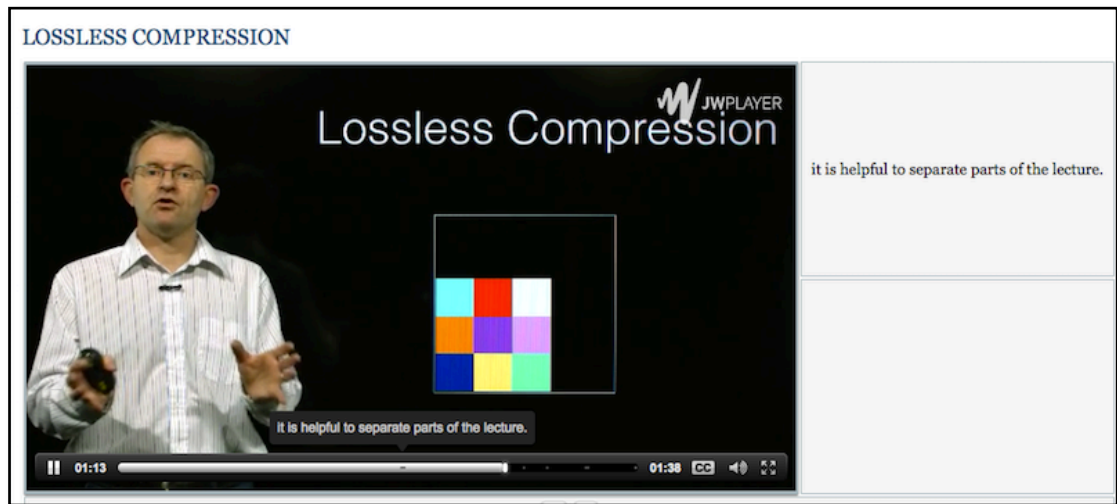 LOSSLESS COMPRESSION
JWPLAYER
Lossless Compression
it is helpful to separate parts of the lecture.
it is helpful to separate parts of the lecture.
01:13
01:38
CC